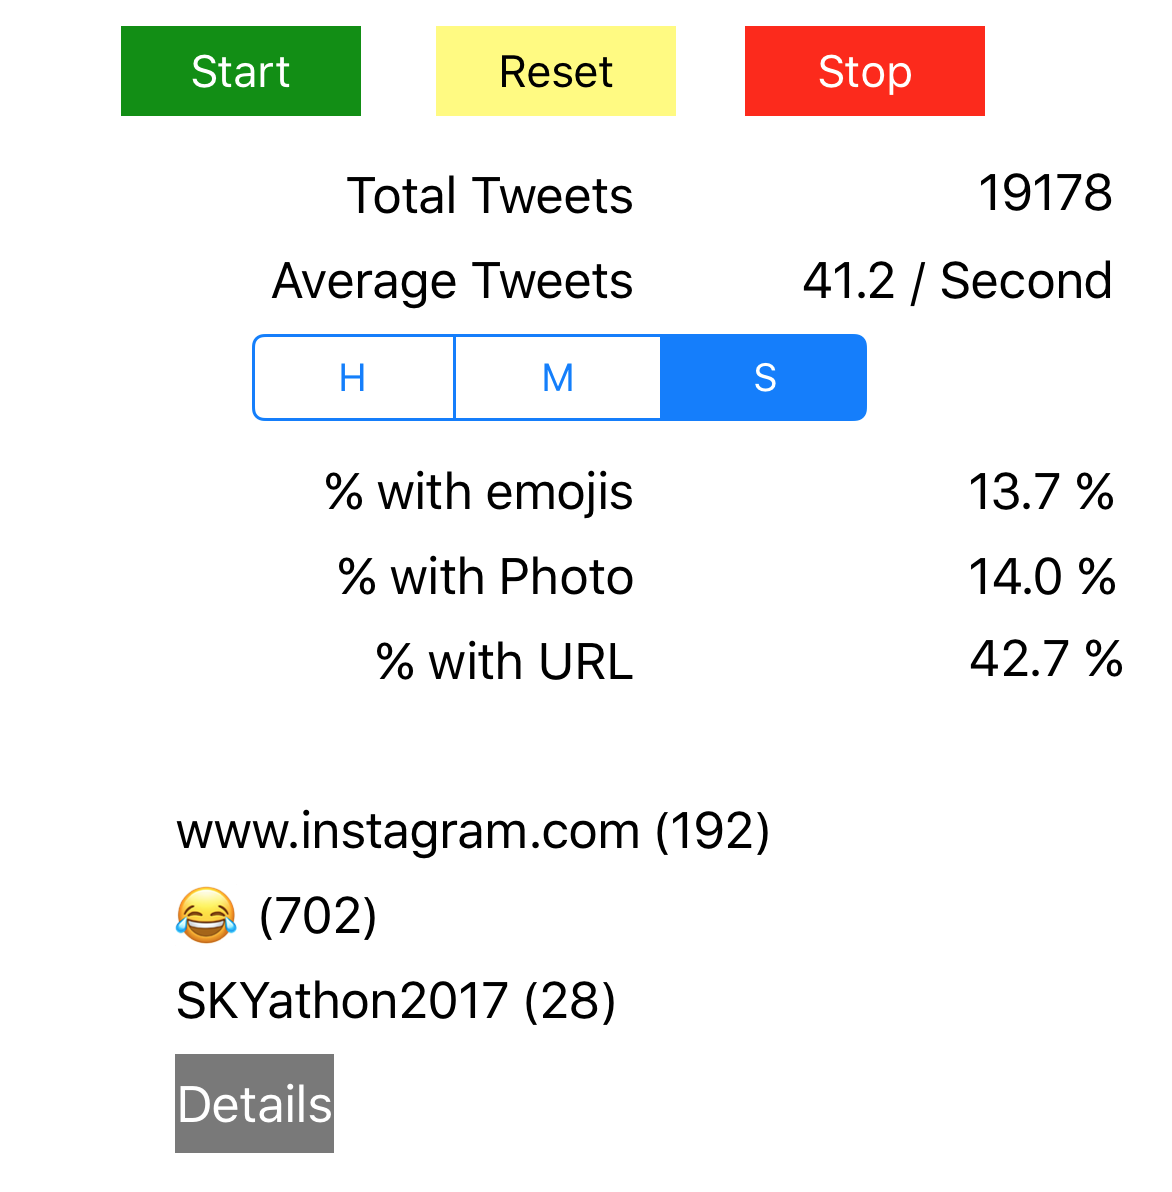 Start Reset Stop
Total Tweets 19178
Average Tweets 41.2 / Second
H M S
% with emojis 13.7 %
% with Photo 14.0 %
% with URL 42.7 %
www.instagram.com (192)
😂 (702)
SKYathon2017 (28)
Details